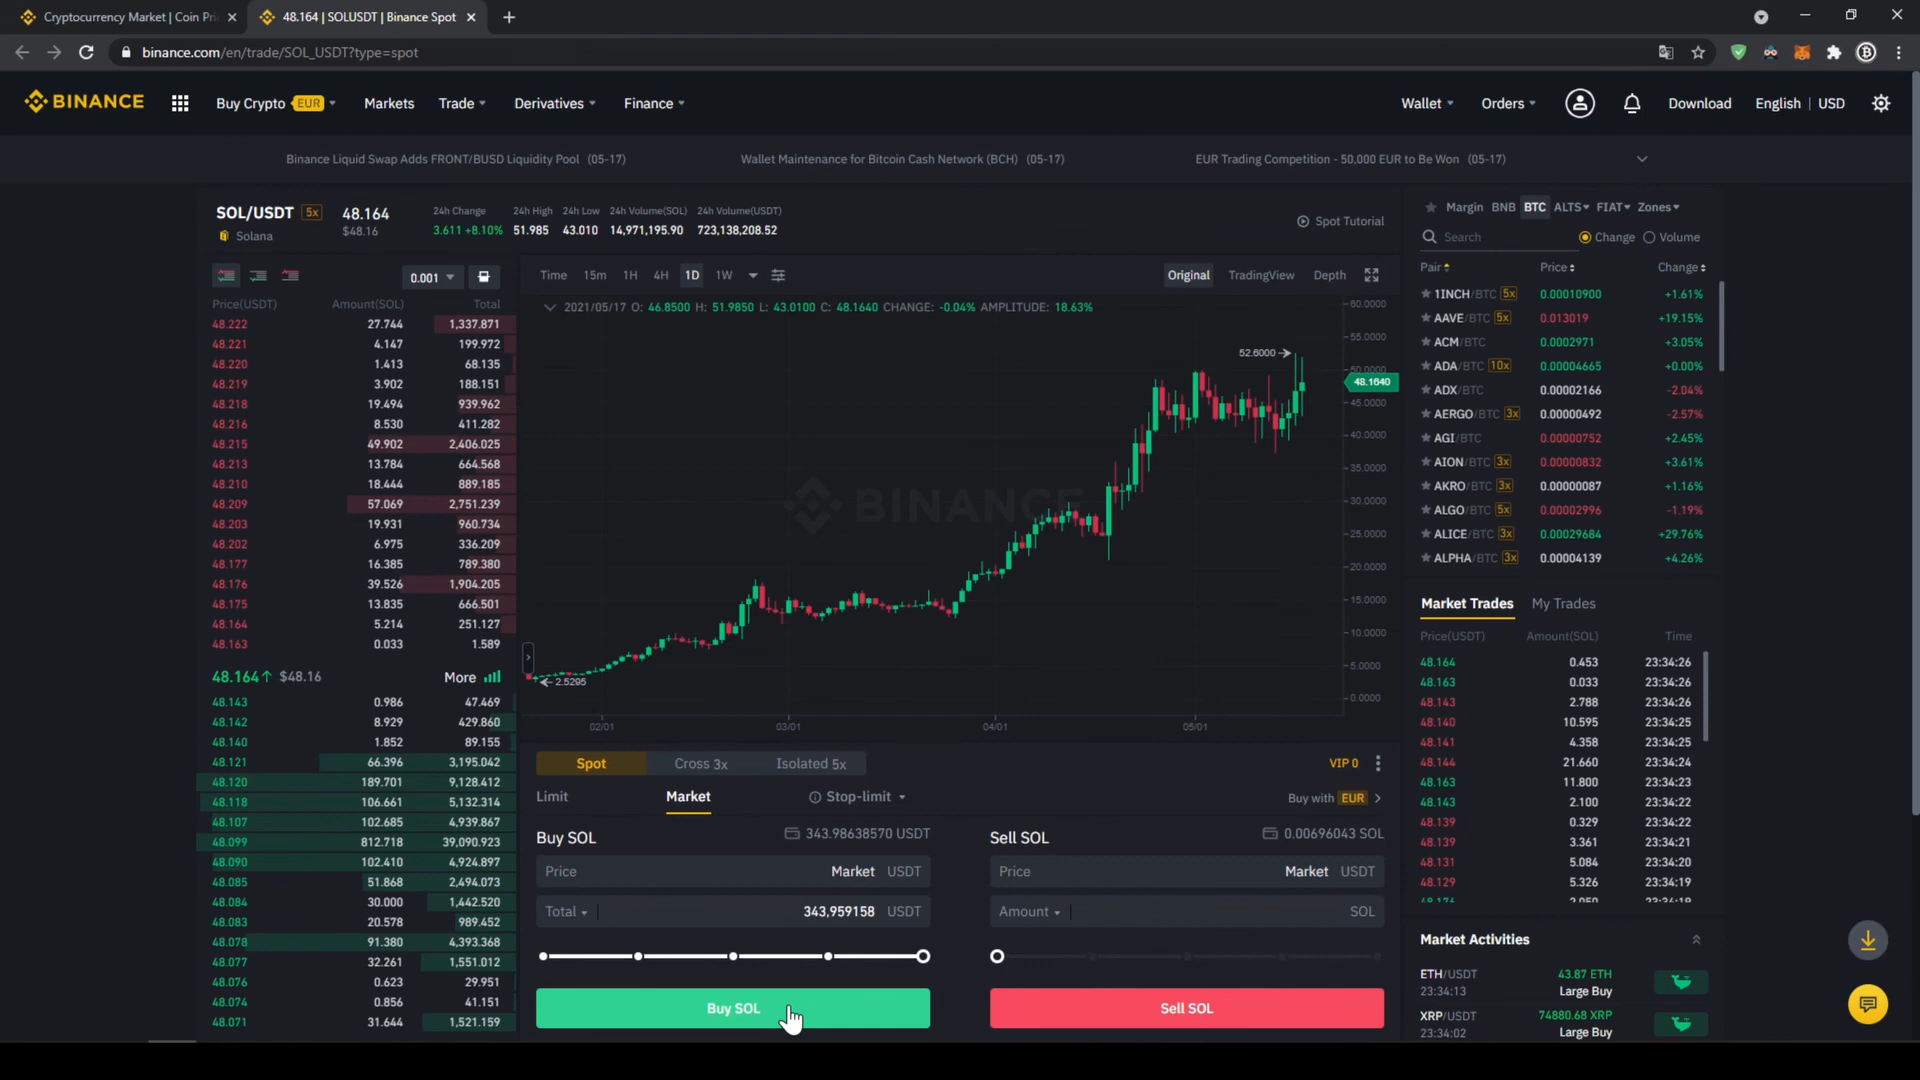 Cryptocurrency Market | Coin Pri
48.164 | SOLUSDT | Binance Spot
binance.com/en/trade/SOL_USDT?type=spot
BINANCE Buy Crypto EUR Markets Trade Derivatives Finance Wallet Orders Download English | USD
Binance Liquid Swap Adds FRONT/BUSD Liquidity Pool (05-17) Wallet Maintenance for Bitcoin Cash Network (BCH) (05-17) EUR Trading Competition - 50.000 EUR to Be Won (05-17)
SOL/USDT 5x
Solana
48.164
$48.16
24h Change
3.611 +8.10%
24h High
51.985
24h Low
43.010
24h Volume(SOL)
14,971,195.90
24h Volume(USDT)
723,138,208.52
Spot Tutorial
0.001
Price(USDT) Amount(SOL) Total
48.222 27.744 1,337.871
48.221 4.147 199.972
48.220 1.413 68.135
48.219 3.902 188.151
48.218 19.494 939.962
48.216 8.530 411.282
48.215 49.902 2,406.025
48.213 13.784 664.568
48.210 18.444 889.185
48.209 57.069 2,751.239
48.203 19.931 960.734
48.202 6.975 336.209
48.177 16.385 789.380
48.176 39.526 1,904.205
48.175 13.835 666.501
48.164 5.214 251.127
48.163 0.033 1.589
48.164↑ $48.16 More
48.143 0.986 47.469
48.142 8.929 429.860
48.140 1.852 89.155
48.121 66.396 3,195.042
48.120 189.701 9,128.412
48.118 106.661 5,132.314
48.107 102.685 4,939.867
48.099 812.718 39,090.923
48.090 102.410 4,924.897
48.085 51.868 2,494.073
48.084 30.000 1,442.520
48.083 20.578 989.452
48.078 91.380 4,393.368
48.077 32.261 1,551.012
48.076 0.623 29.951
48.074 0.856 41.151
48.071 31.644 1,521.159
Time 15m 1H 4H 1D 1W Original TradingView Depth
2021/05/17 O: 46.8500 H: 51.9850 L: 43.0100 C: 48.1640 CHANGE: -0.04% AMPLITUDE: 18.63%
60.0000
55.0000
52.6000
50.0000
48.1640
45.0000
40.0000
35.0000
30.0000
25.0000
20.0000
15.0000
10.0000
5.0000
0.0000
BINANCE
2.5295
02/01 03/01 04/01 05/01
Spot Cross 3x Isolated 5x VIP 0
Limit Market Stop-limit Buy with EUR
Buy SOL 343.98638570 USDT
Price Market USDT
Total 343,959158 USDT
Buy SOL
Sell SOL 0.00696043 SOL
Price Market USDT
Amount SOL
Sell SOL
Margin BNB BTC ALTS FIAT Zones
Search Change Volume
Pair Price Change
1INCH/BTC 5x 0.00010900 +1.61%
AAVE/BTC 5x 0.013019 +19.15%
ACM/BTC 0.0002971 +3.05%
ADA/BTC 10x 0.00004665 +0.00%
ADX/BTC 0.00002166 -2.04%
AERGO/BTC 3x 0.00000492 -2.57%
AGI/BTC 0.00000752 +2.45%
AION/BTC 3x 0.00000832 +3.61%
AKRO/BTC 3x 0.00000087 +1.16%
ALGO/BTC 5x 0.00002996 -1.19%
ALICE/BTC 3x 0.00029684 +29.76%
ALPHA/BTC 3x 0.00004139 +4.26%
Market Trades My Trades
Price(USDT) Amount(SOL) Time
48.164 0.453 23:34:26
48.163 0.033 23:34:26
48.143 2.788 23:34:26
48.140 10.595 23:34:25
48.141 4.358 23:34:25
48.144 21.660 23:34:24
48.163 11.800 23:34:23
48.143 2.100 23:34:22
48.139 0.329 23:34:22
48.139 3.361 23:34:21
48.131 5.084 23:34:20
48.129 5.326 23:34:19
Market Activities
ETH/USDT 43.87 ETH
23:34:13 Large Buy
XRP/USDT 74880.68 XRP
23:34:02 Large Buy